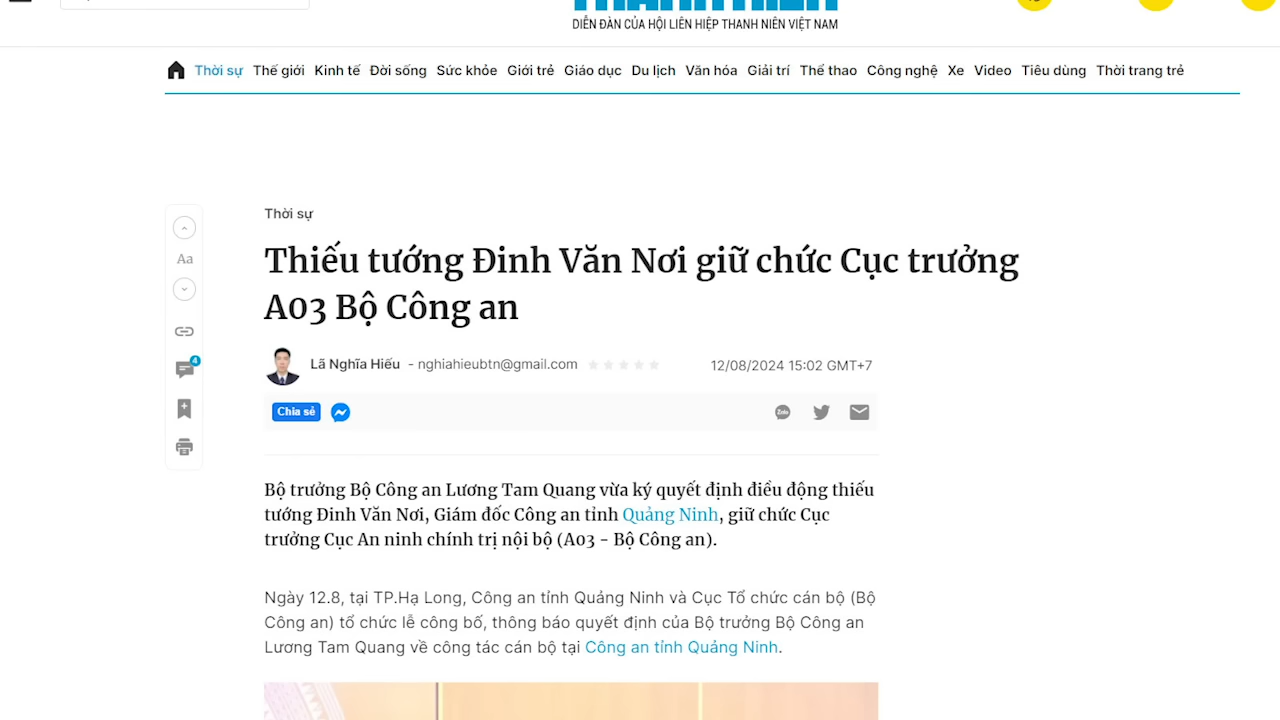 DIỄN ĐÀN CỦA HỘI LIÊN HIỆP THANH NIÊN VIỆT NAM
Thời sự Thế giới Kinh tế Đời sống Sức khỏe Giới trẻ Giáo dục Du lịch Văn hóa Giải trí Thể thao Công nghệ Xe Video Tiêu dùng Thời trang trẻ
Thời sự
Thiếu tướng Đinh Văn Nơi giữ chức Cục trưởng
A03 Bộ Công an
Aa
Lã Nghĩa Hiếu - nghiahieubtn@gmail.com 12/08/2024 15:02 GMT+7
4
Chia sẻ
Zalo
Bộ trưởng Bộ Công an Lương Tam Quang vừa ký quyết định điều động thiếu
tướng Đinh Văn Nơi, Giám đốc Công an tỉnh Quảng Ninh, giữ chức Cục
trưởng Cục An ninh chính trị nội bộ (A03 - Bộ Công an).
Ngày 12.8, tại TP.Hạ Long, Công an tỉnh Quảng Ninh và Cục Tổ chức cán bộ (Bộ
Công an) tổ chức lễ công bố, thông báo quyết định của Bộ trưởng Bộ Công an
Lương Tam Quang về công tác cán bộ tại Công an tỉnh Quảng Ninh.